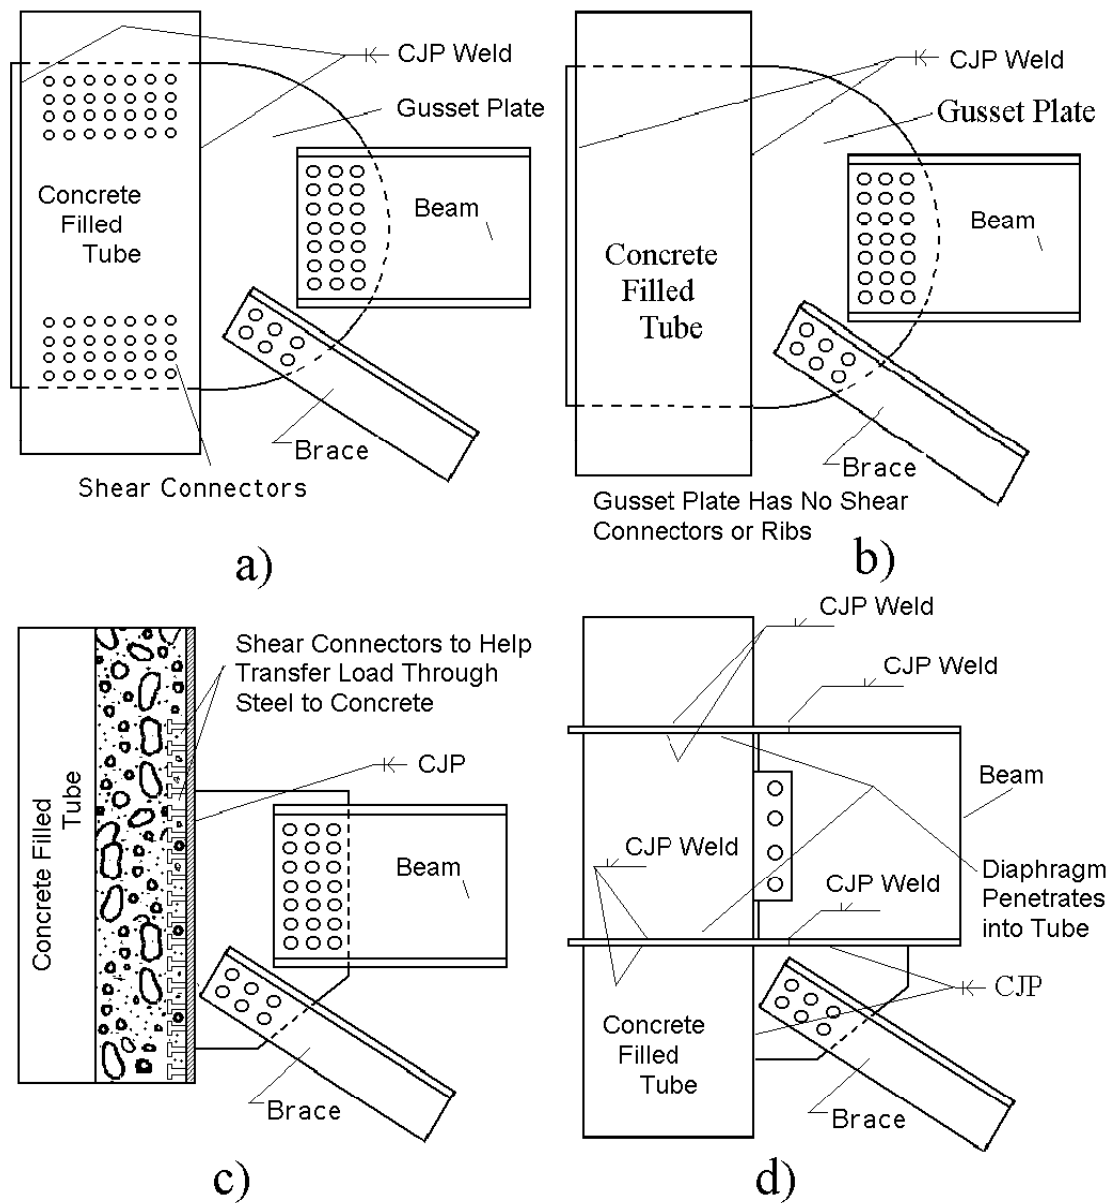 CJP Weld
Gusset Plate
Concrete
Filled
Tube
Beam
Brace
Shear Connectors
a)
CJP Weld
Gusset Plate
Beam
Concrete
Filled
Tube
Brace
Gusset Plate Has No Shear
Connectors or Ribs
b)
Concrete Filled
Tube
Shear Connectors to Help
Transfer Load Through
Steel to Concrete
CJP
Beam
Brace
c)
CJP Weld
CJP Weld
Beam
CJP Weld
CJP Weld
Diaphragm
Penetrates
into Tube
CJP
Concrete
Filled
Tube
Brace
d)